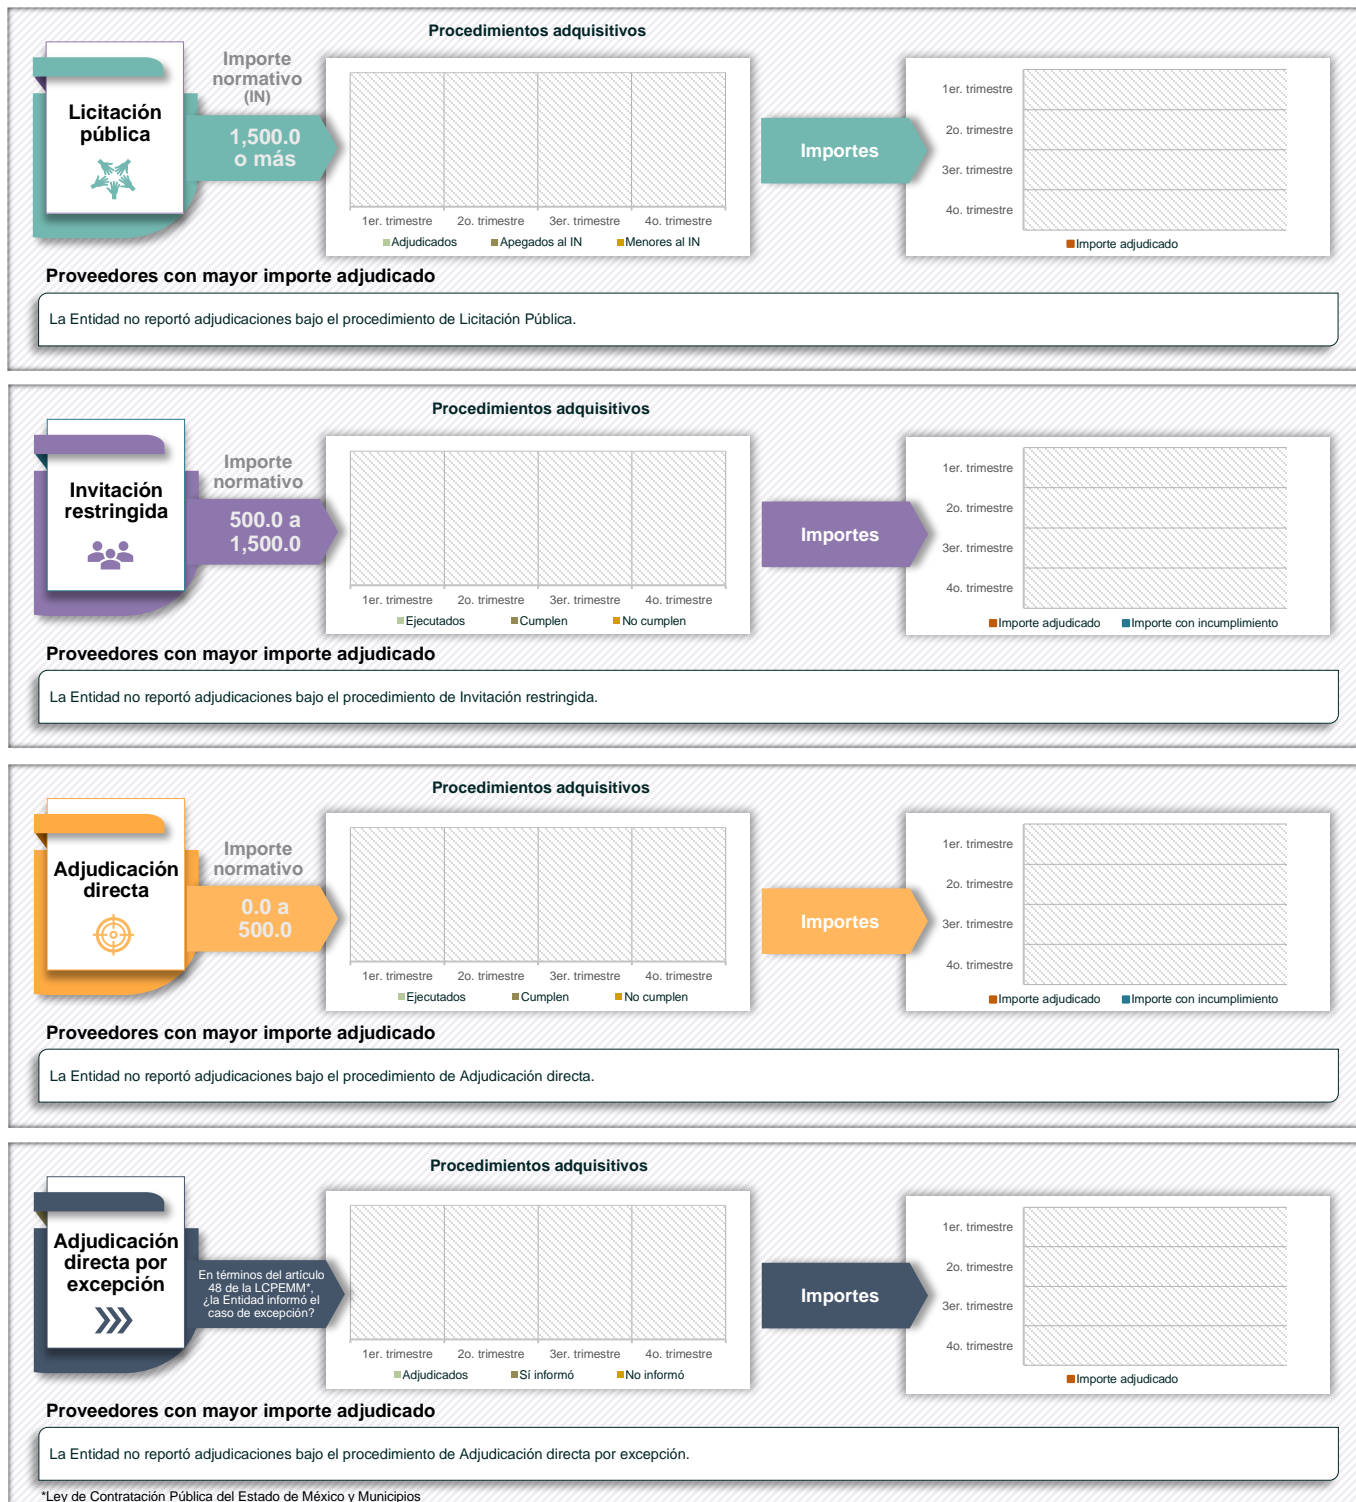 Procedimientos adquisitivos
Licitación
pública
Importe
normativo
(IN)
1,500.0
o más
1er. trimestre 2o. trimestre 3er. trimestre 4o. trimestre
Adjudicados Apegados al IN Menores al IN
Importes
1er. trimestre
2o. trimestre
3er. trimestre
4o. trimestre
Importe adjudicado
Proveedores con mayor importe adjudicado
La Entidad no reportó adjudicaciones bajo el procedimiento de Licitación Pública.
Procedimientos adquisitivos
Invitación
restringida
Importe
normativo
500.0 a
1,500.0
1er. trimestre 2o. trimestre 3er. trimestre 4o. trimestre
Ejecutados Cumplen No cumplen
Importes
1er. trimestre
2o. trimestre
3er. trimestre
4o. trimestre
Importe adjudicado Importe con incumplimiento
Proveedores con mayor importe adjudicado
La Entidad no reportó adjudicaciones bajo el procedimiento de Invitación restringida.
Procedimientos adquisitivos
Adjudicación
directa
Importe
normativo
0.0 a
500.0
1er. trimestre 2o. trimestre 3er. trimestre 4o. trimestre
Ejecutados Cumplen No cumplen
Importes
1er. trimestre
2o. trimestre
3er. trimestre
4o. trimestre
Importe adjudicado Importe con incumplimiento
Proveedores con mayor importe adjudicado
La Entidad no reportó adjudicaciones bajo el procedimiento de Adjudicación directa.
Procedimientos adquisitivos
Adjudicación
directa por
excepción
En términos del artículo
48 de la LCPEMM*,
¿la Entidad informó el
caso de excepción?
1er. trimestre 2o. trimestre 3er. trimestre 4o. trimestre
Adjudicados Sí informó No informó
Importes
1er. trimestre
2o. trimestre
3er. trimestre
4o. trimestre
Importe adjudicado
Proveedores con mayor importe adjudicado
La Entidad no reportó adjudicaciones bajo el procedimiento de Adjudicación directa por excepción.
*Ley de Contratación Pública del Estado de México y Municipios